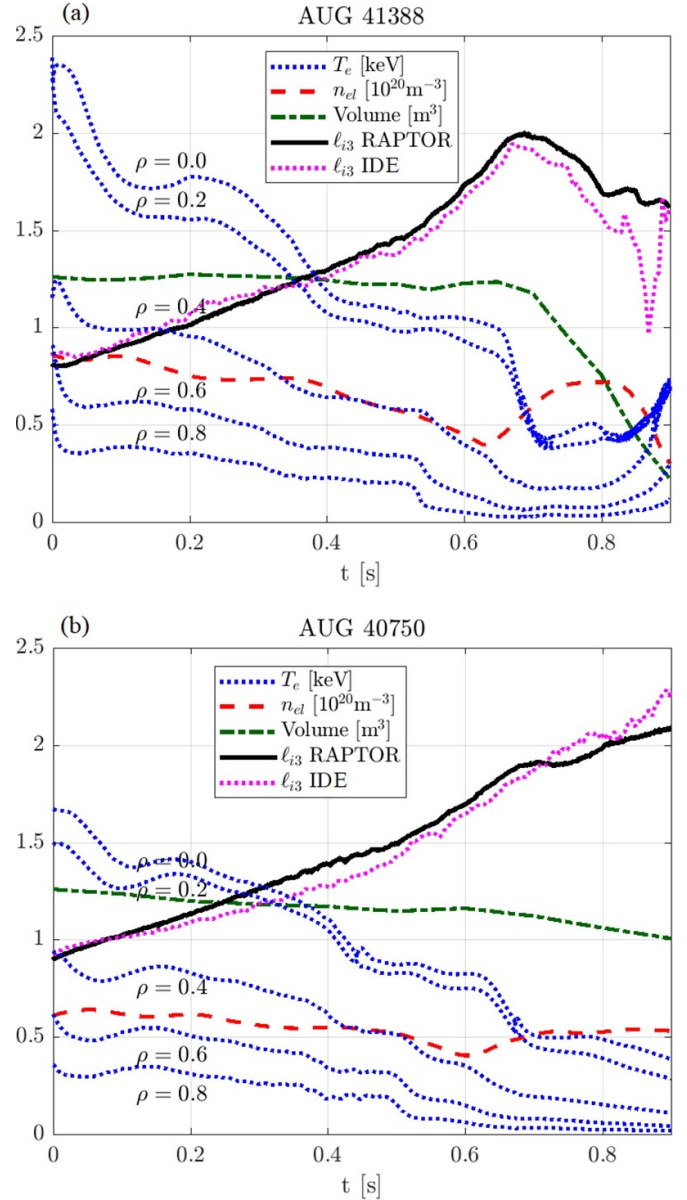 (a)
AUG 41388
2.5
2
1.5
1
0.5
0
T_e [keV]
n_el [10^20 m^−3]
Volume [m^3]
ℓ_i3 RAPTOR
ℓ_i3 IDE
ρ = 0.0
ρ = 0.2
ρ = 0.4
ρ = 0.6
ρ = 0.8
0 0.2 0.4 0.6 0.8
t [s]
(b)
AUG 40750
2.5
2
1.5
1
0.5
0
T_e [keV]
n_el [10^20 m^−3]
Volume [m^3]
ℓ_i3 RAPTOR
ℓ_i3 IDE
ρ = 0.0
ρ = 0.2
ρ = 0.4
ρ = 0.6
ρ = 0.8
0 0.2 0.4 0.6 0.8
t [s]